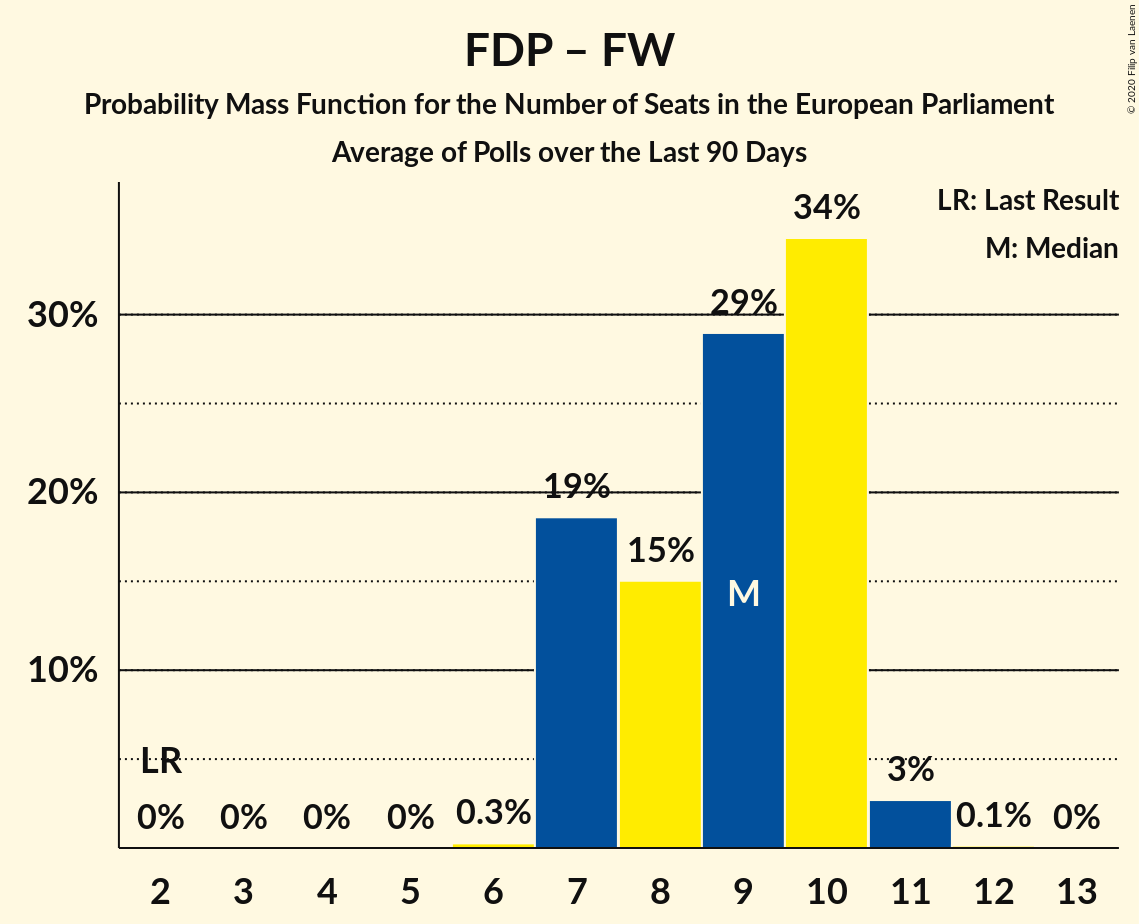 FDP – FW
Probability Mass Function for the Number of Seats in the European Parliament
Average of Polls over the Last 90 Days
© 2020 Filip van Laenen
LR: Last Result
M: Median
34%
30%
29%
20%
19%
15%
M
10%
LR
0% 0% 0% 0% 0.3% 3% 0.1% 0%
2 3 4 5 6 7 8 9 10 11 12 13